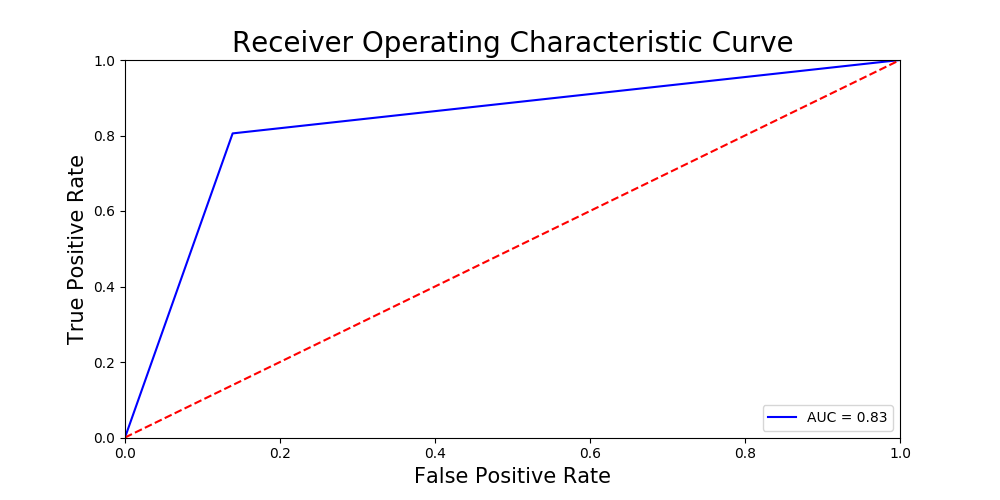 Receiver Operating Characteristic Curve
True Positive Rate
1.0
0.8
0.6
0.4
0.2
0.0
AUC = 0.83
0.0 0.2 0.4 0.6 0.8 1.0
False Positive Rate